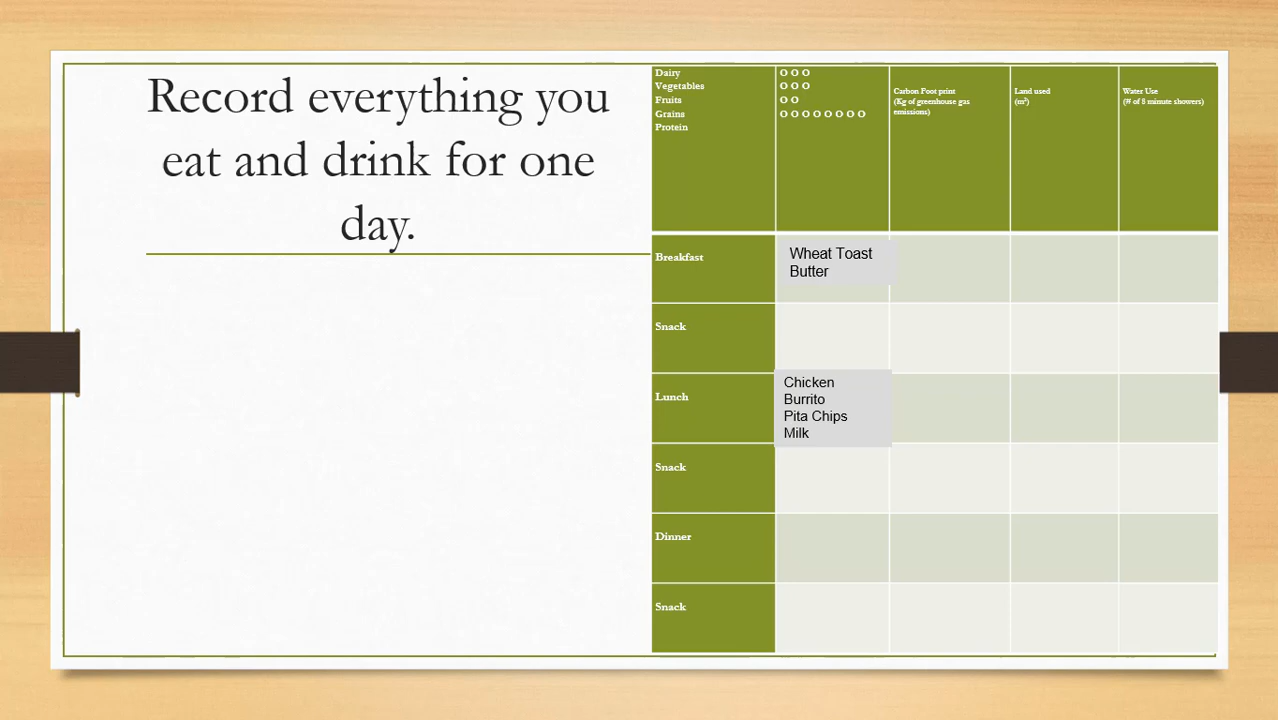 Record everything you
eat and drink for one
day.
Dairy
Vegetables
Fruits
Grains
Protein
O O O
O O O
O O
O O O O O O O O
Carbon Foot print
(Kg of greenhouse gas
emissions)
Land used
(m²)
Water Use
(# of 8 minute showers)
Breakfast
Wheat Toast
Butter
Snack
Lunch
Chicken
Burrito
Pita Chips
Milk
Snack
Dinner
Snack